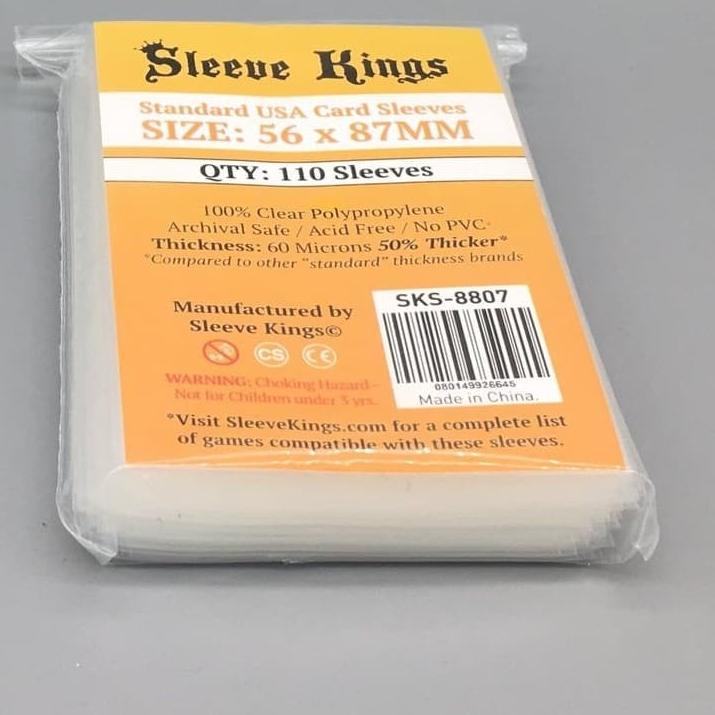 Sleeve Kings
Standard USA Card Sleeves
SIZE: 56 x 87MM
QTY: 110 Sleeves
100% Clear Polypropylene
Archival Safe / Acid Free / No PVC
Thickness: 60 Microns 50% Thicker*
*Compared to other "standard" thickness brands
Manufactured by
Sleeve Kings©
CS CE
WARNING: Choking Hazard–
Not for Children under 3 yrs.
SKS-8807
080149926645
Made in China.
*Visit SleeveKings.com for a complete list
of games compatible with these sleeves.